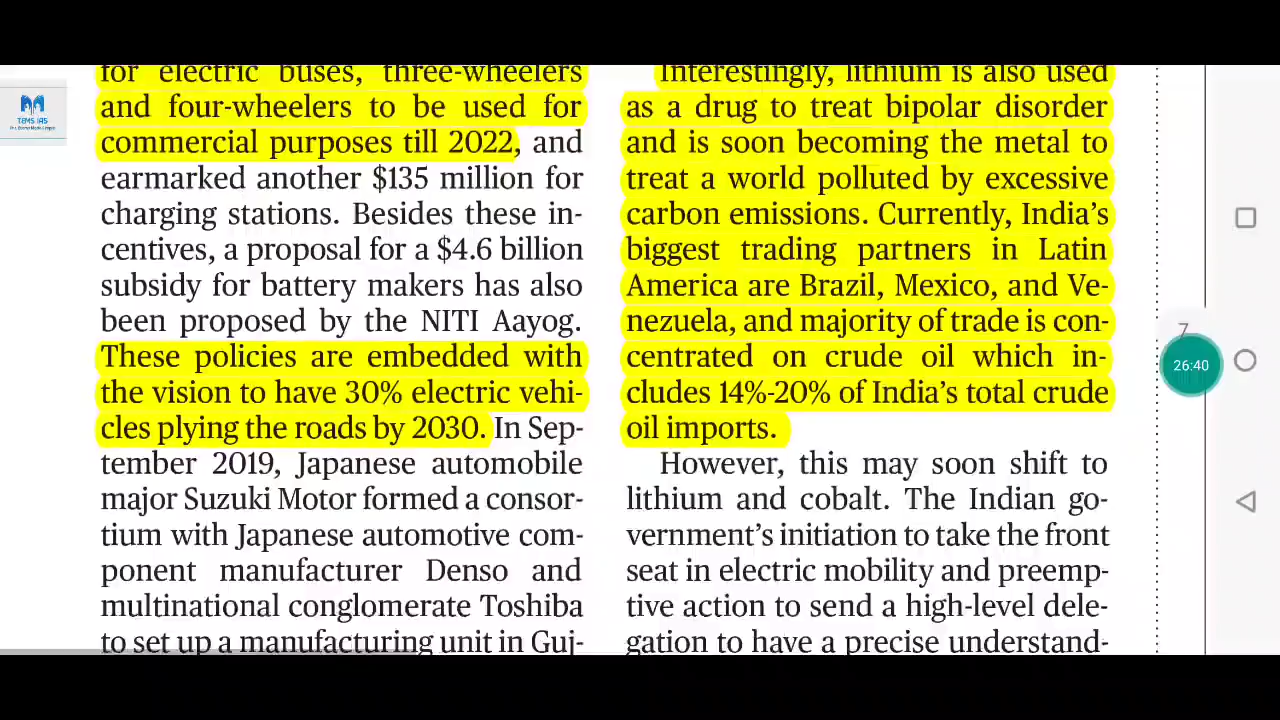 TEMS IAS
for electric buses, three-wheelers
and four-wheelers to be used for
commercial purposes till 2022, and
earmarked another $135 million for
charging stations. Besides these in-
centives, a proposal for a $4.6 billion
subsidy for battery makers has also
been proposed by the NITI Aayog.
These policies are embedded with
the vision to have 30% electric vehi-
cles plying the roads by 2030. In Sep-
tember 2019, Japanese automobile
major Suzuki Motor formed a consor-
tium with Japanese automotive com-
ponent manufacturer Denso and
multinational conglomerate Toshiba
to set up a manufacturing unit in Guj-
Interestingly, lithium is also used
as a drug to treat bipolar disorder
and is soon becoming the metal to
treat a world polluted by excessive
carbon emissions. Currently, India's
biggest trading partners in Latin
America are Brazil, Mexico, and Ve-
nezuela, and majority of trade is con-
centrated on crude oil which in-
cludes 14%-20% of India's total crude
oil imports.
However, this may soon shift to
lithium and cobalt. The Indian go-
vernment's initiation to take the front
seat in electric mobility and preemp-
tive action to send a high-level dele-
gation to have a precise understand-
7
26:40